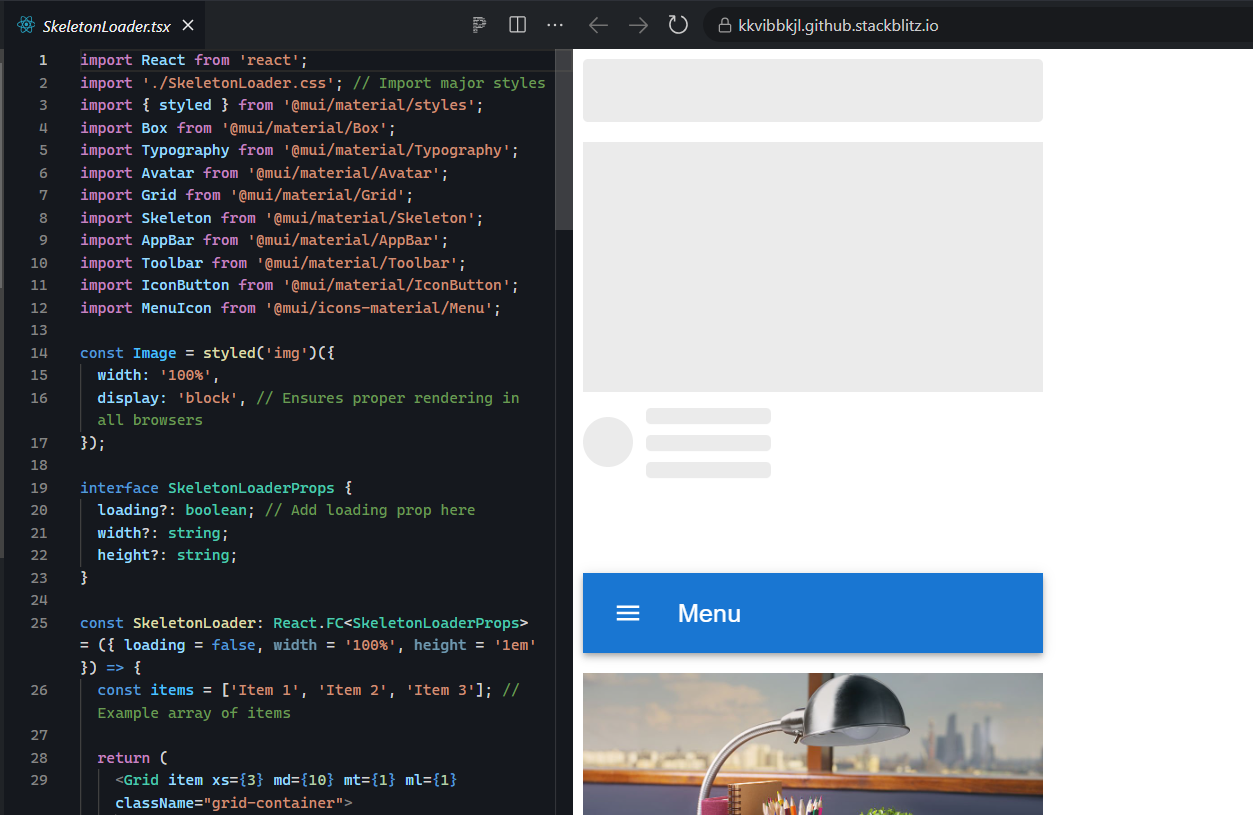 SkeletonLoader.tsx
kkvibbkjl.github.stackblitz.io
1 import React from 'react';
2 import './SkeletonLoader.css'; // Import major styles
3 import { styled } from '@mui/material/styles';
4 import Box from '@mui/material/Box';
5 import Typography from '@mui/material/Typography';
6 import Avatar from '@mui/material/Avatar';
7 import Grid from '@mui/material/Grid';
8 import Skeleton from '@mui/material/Skeleton';
9 import AppBar from '@mui/material/AppBar';
10 import Toolbar from '@mui/material/Toolbar';
11 import IconButton from '@mui/material/IconButton';
12 import MenuIcon from '@mui/icons-material/Menu';
13
14 const Image = styled('img')({
15 width: '100%',
16 display: 'block', // Ensures proper rendering in
all browsers
17 });
18
19 interface SkeletonLoaderProps {
20 loading?: boolean; // Add loading prop here
21 width?: string;
22 height?: string;
23 }
24
25 const SkeletonLoader: React.FC<SkeletonLoaderProps>
= ({ loading = false, width = '100%', height = '1em'
}) => {
26 const items = ['Item 1', 'Item 2', 'Item 3']; //
Example array of items
27
28 return (
29 <Grid item xs={3} md={10} mt={1} ml={1}
className="grid-container">
Menu